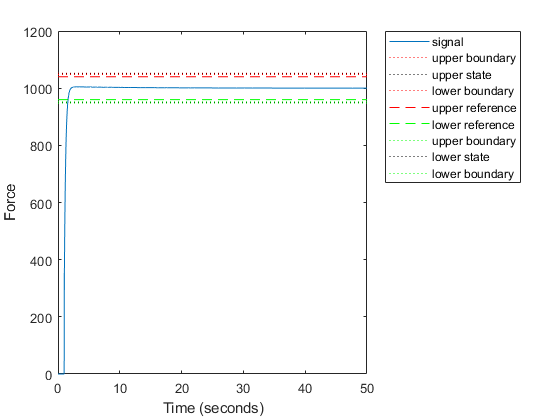 1200
1000
800
600
400
200
0
Force
0 10 20 30 40 50
Time (seconds)
signal
upper boundary
upper state
lower boundary
upper reference
lower reference
upper boundary
lower state
lower boundary